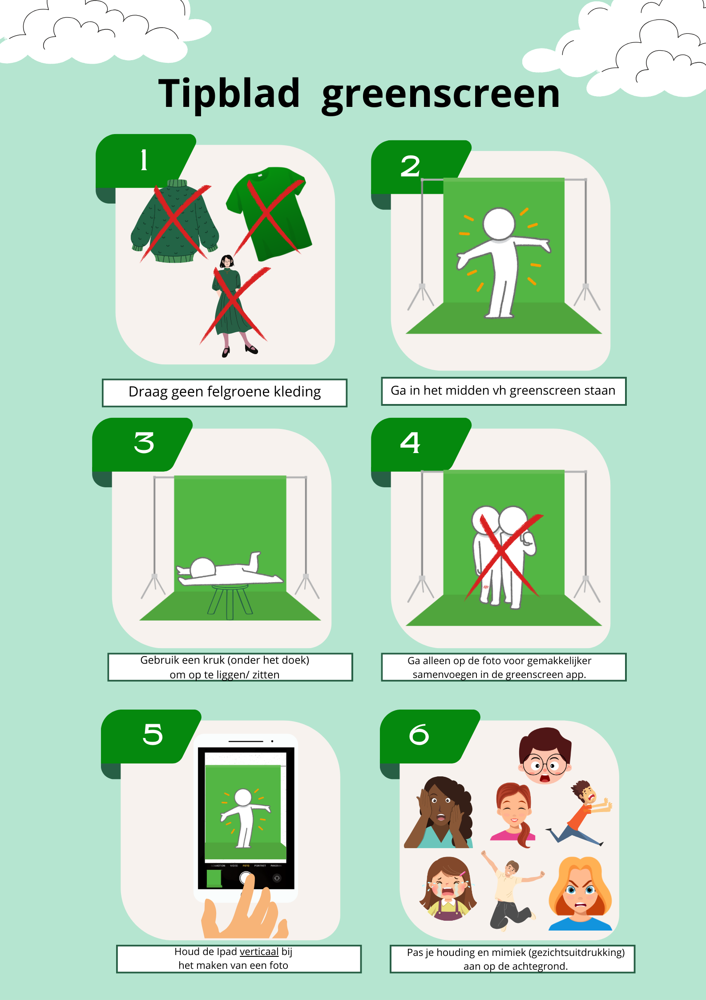 Tipblad greenscreen
1
2
Draag geen felgroene kleding
Ga in het midden vh greenscreen staan
3
4
Gebruik een kruk (onder het doek)
om op te liggen/ zitten
Ga alleen op de foto voor gemakkelijker
samenvoegen in de greenscreen app.
5
6
VIDEO FOTO PORTRET
Houd de Ipad verticaal bij
het maken van een foto
Pas je houding en mimiek (gezichtsuitdrukking)
aan op de achtegrond.